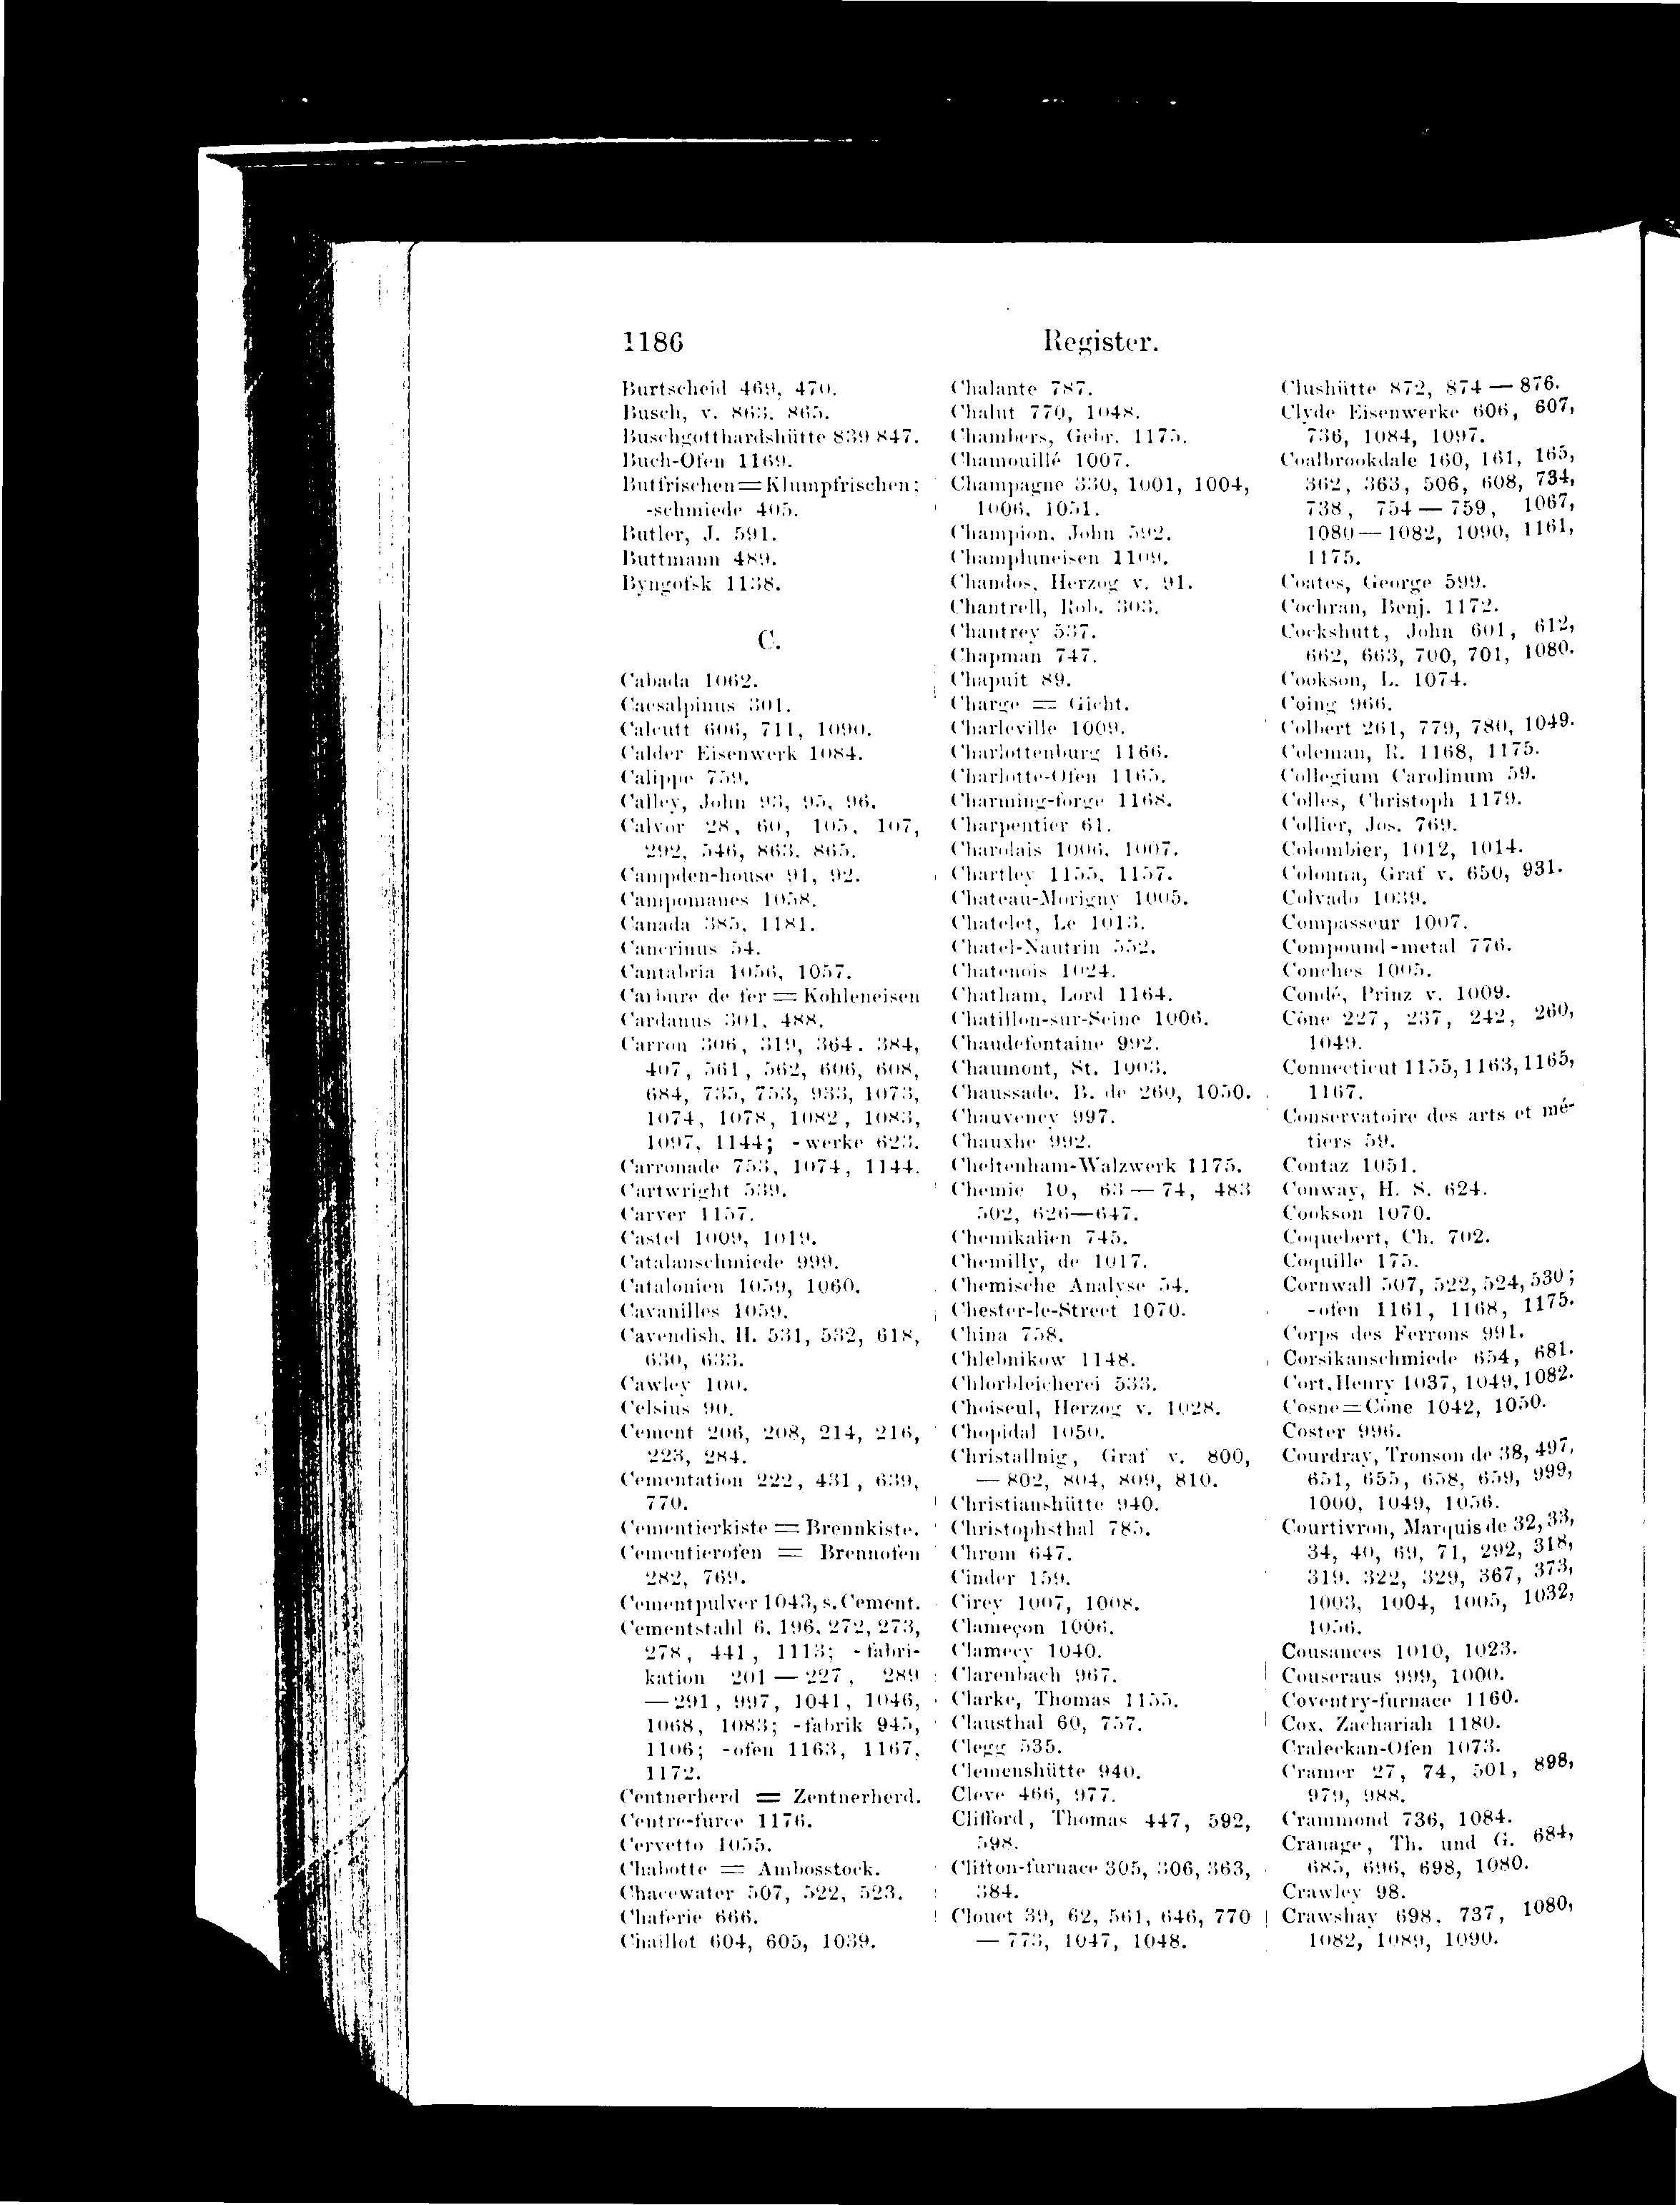 1186
Register.
Burtscheid 469, 470.
Busch, v. 863, 865.
Buschgotthardshütte 839 847.
Buch-Ofen 1169.
Butfrischen = Klumpfrischen;
-schmiede 405.
Butler, J. 591.
Buttmann 489.
Byngofsk 1138.
C.
Cabada 1062.
Caesalpinus 301.
Calcutt 606, 711, 1090.
Calder Eisenwerk 1084.
Calippe 759.
Calley, John 93, 95, 96.
Calvor 28, 60, 105, 107,
292, 546, 863, 865.
Campden-house 91, 92.
Campomanes 1058.
Canada 385, 1181.
Cancrinus 54.
Cantabria 1056, 1057.
Carbure de fer = Kohleneisen
Cardanus 301, 488.
Carron 306, 319, 364, 384,
407, 561, 562, 606, 608,
684, 735, 753, 933, 1073,
1074, 1078, 1082, 1083,
1097, 1144; -werke 623.
Carronade 753, 1074, 1144.
Cartwright 539.
Carver 1157.
Castel 1009, 1019.
Catalanschmiede 999.
Catalonien 1059, 1060.
Cavanilles 1059.
Cavendish, H. 531, 532, 618,
630, 633.
Cawley 100.
Celsius 90.
Cement 206, 208, 214, 216,
223, 284.
Cementation 222, 431, 639,
770.
Cementierkiste = Brennkiste.
Cementierofen = Brennofen
282, 769.
Cementpulver 1043, s. Cement.
Cementstahl 6, 196, 272, 273,
278, 441, 1113; -fabri-
kation 201 — 227, 289
— 291, 997, 1041, 1046,
1068, 1083; -fabrik 945,
1106; -ofen 1163, 1167,
1172.
Centnerherd = Zentnerherd.
Centre-furce 1176.
Cervetto 1055.
Chabotte = Ambosstock.
Chacewater 507, 522, 523.
Chaferie 666.
Chaillot 604, 605, 1039.
Chalante 787.
Chalut 770, 1048.
Chambers, Gebr. 1175.
Chamouillé 1007.
Champagne 330, 1001, 1004,
1006, 1051.
Champion, John 592.
Champluneisen 1109.
Chandos, Herzog v. 91.
Chantrell, Rob. 303.
Chantrey 537.
Chapman 747.
Chapuit 89.
Charge = Gicht.
Charleville 1009.
Charlottenburg 1166.
Charlotte-Ofen 1165.
Charming-forge 1168.
Charpentier 61.
Charolais 1006, 1007.
Chartley 1155, 1157.
Chateau-Morigny 1005.
Chatelet, Le 1013.
Chatel-Nautrin 552.
Chatenois 1024.
Chatham, Lord 1164.
Chatillon-sur-Seine 1006.
Chaudefontaine 992.
Chaumont, St. 1003.
Chaussade, B. de 260, 1050.
Chauvency 997.
Chauxhe 992.
Cheltenham-Walzwerk 1175.
Chemie 10, 63 — 74, 483
502, 626—647.
Chemikalien 745.
Chemilly, de 1017.
Chemische Analyse 54.
Chester-le-Street 1070.
China 758.
Chlebnikow 1148.
Chlorbleicherei 533.
Choiseul, Herzog v. 1028.
Chopidal 1050.
Christallnig, Graf v. 800,
— 802, 804, 809, 810.
Christianshütte 940.
Christophsthal 785.
Chrom 647.
Cinder 159.
Cirey 1007, 1008.
Clameçon 1006.
Clamecy 1040.
Clarenbach 967.
Clarke, Thomas 1155.
Clausthal 60, 757.
Clegg 535.
Clemenshütte 940.
Cleve 466, 977.
Clifford, Thomas 447, 592,
598.
Clifton-furnace 305, 306, 363,
384.
Clouet 39, 62, 561, 646, 770
— 773, 1047, 1048.
Clushütte 872, 874 — 876.
Clyde Eisenwerke 606, 607,
736, 1084, 1097.
Coalbrookdale 160, 161, 165,
362, 363, 506, 608, 734,
738, 754 — 759, 1067,
1080 — 1082, 1090, 1161,
1175.
Coates, George 599.
Cochran, Benj. 1172.
Cockshutt, John 601, 612,
662, 663, 700, 701, 1080.
Cookson, L. 1074.
Coing 966.
Colbert 261, 779, 780, 1049.
Coleman, R. 1168, 1175.
Collegium Carolinum 59.
Colles, Christoph 1179.
Collier, Jos. 769.
Colombier, 1012, 1014.
Colonna, Graf v. 650, 931.
Colvado 1039.
Compasseur 1007.
Compound-metal 776.
Conches 1005.
Condé, Prinz v. 1009.
Cône 227, 237, 242, 260,
1049.
Connecticut 1155, 1163, 1165,
1167.
Conservatoire des arts et mé-
tiers 59.
Contaz 1051.
Conway, H. S. 624.
Cookson 1070.
Coquebert, Ch. 702.
Coquille 175.
Cornwall 507, 522, 524, 530;
-ofen 1161, 1168, 1175.
Corps des Ferrons 991.
Corsikanschmiede 654, 681.
Cort, Henry 1037, 1049, 1082.
Cosne = Cône 1042, 1050.
Coster 996.
Courdray, Tronson de 38, 497,
651, 655, 658, 659, 999,
1000, 1049, 1056.
Courtivron, Marquis de 32, 33,
34, 40, 69, 71, 292, 318,
319, 322, 329, 367, 373,
1003, 1004, 1005, 1032,
1056.
Cousances 1010, 1023.
Couseraus 999, 1000.
Coventry-furnace 1160.
Cox, Zachariah 1180.
Craleckan-Ofen 1073.
Cramer 27, 74, 501, 898,
979, 988.
Crammond 736, 1084.
Cranage, Th. und G. 684,
685, 696, 698, 1080.
Crawley 98.
Crawshay 698, 737, 1080,
1082, 1089, 1090.